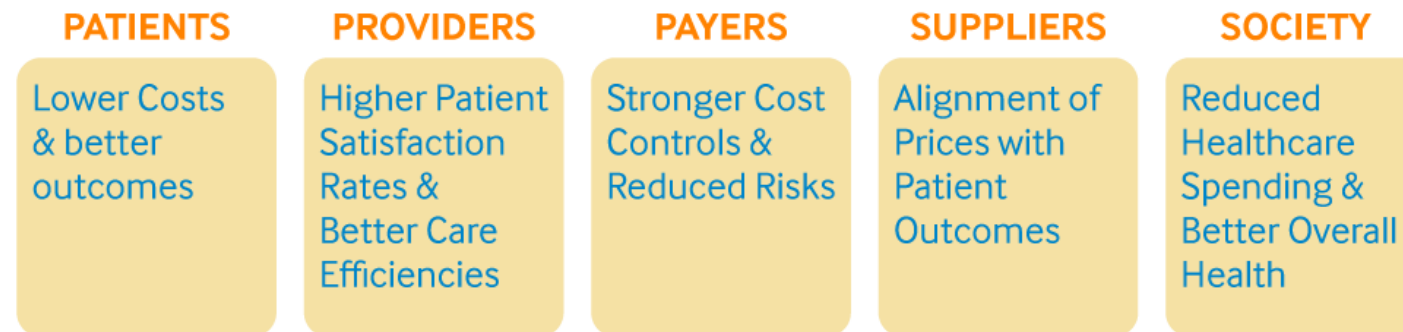 PATIENTS
Lower Costs
& better
outcomes
PROVIDERS
Higher Patient
Satisfaction
Rates &
Better Care
Efficiencies
PAYERS
Stronger Cost
Controls &
Reduced Risks
SUPPLIERS
Alignment of
Prices with
Patient
Outcomes
SOCIETY
Reduced
Healthcare
Spending &
Better Overall
Health